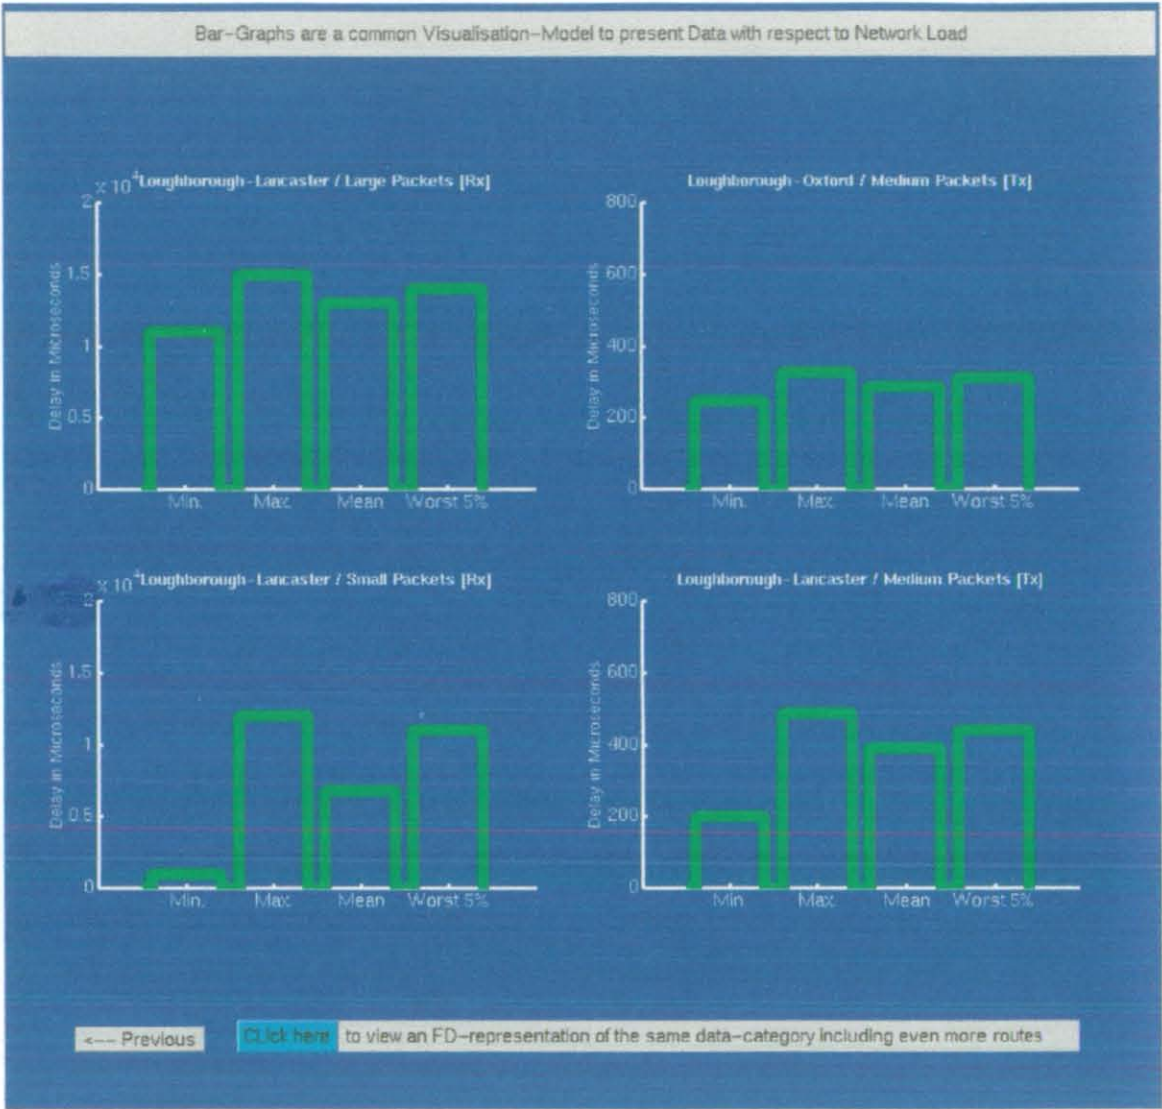 Bar-Graphs are a common Visualisation-Model to present Data with respect to Network Load
x 10^4 Loughborough-Lancaster / Large Packets [Rx]
2
1.5
1
0.5
0
Delay in Microseconds
Min. Max. Mean Worst 5%
Loughborough-Oxford / Medium Packets [Tx]
800
600
400
200
0
Delay in Microseconds
Min. Max. Mean Worst 5%
x 10^4 Loughborough-Lancaster / Small Packets [Rx]
2
1.5
1
0.5
0
Delay in Microseconds
Min. Max Mean Worst 5%
Loughborough-Lancaster / Medium Packets [Tx]
800
600
400
200
0
Delay in Microseconds
Min Max. Mean Worst 5%
<-- Previous
CLick here to view an FD-representation of the same data-category including even more routes